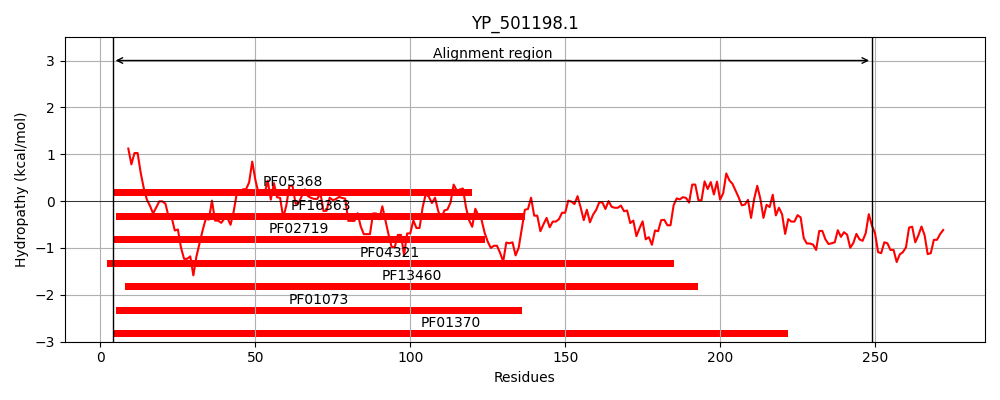 YP_501198.1
Alignment region
PF05368
PF16363
PF02719
PF04321
PF13460
PF01073
PF01370
Hydropathy (kcal/mol)
3
2
1
0
−1
−2
−3
0 50 100 150 200 250
Residues